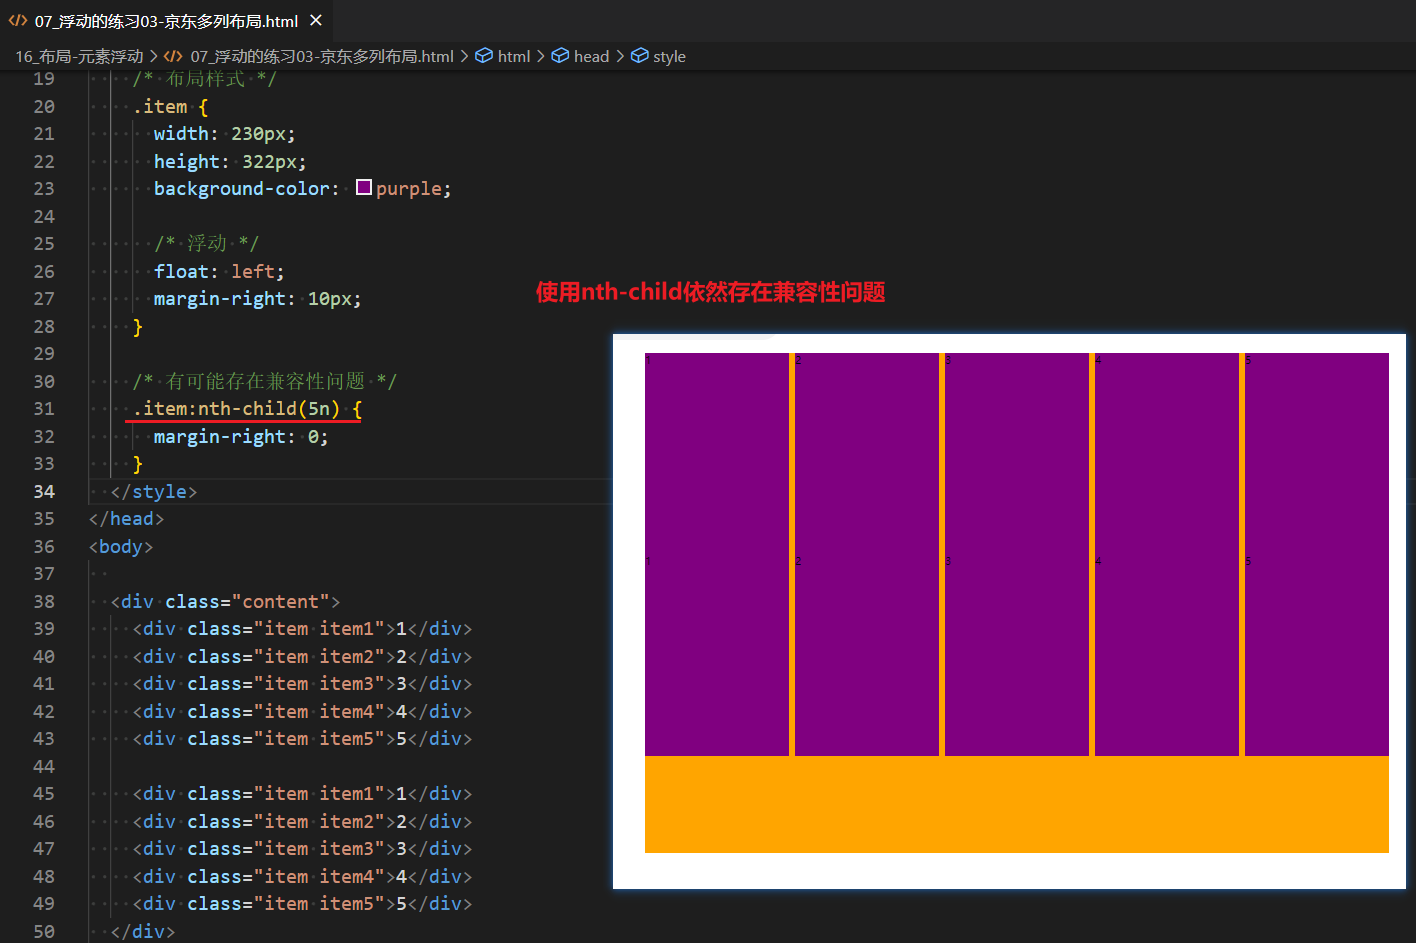 07_浮动的练习03-京东多列布局.html
16_布局-元素浮动 > 07_浮动的练习03-京东多列布局.html > html > head > style
19 /* 布局样式 */
20 .item {
21 width: 230px;
22 height: 322px;
23 background-color: purple;
24
25 /* 浮动 */
26 float: left;
27 margin-right: 10px;
28 }
29
30 /* 有可能存在兼容性问题 */
31 .item:nth-child(5n) {
32 margin-right: 0;
33 }
34 </style>
35 </head>
36 <body>
37
38 <div class="content">
39 <div class="item item1">1</div>
40 <div class="item item2">2</div>
41 <div class="item item3">3</div>
42 <div class="item item4">4</div>
43 <div class="item item5">5</div>
44
45 <div class="item item1">1</div>
46 <div class="item item2">2</div>
47 <div class="item item3">3</div>
48 <div class="item item4">4</div>
49 <div class="item item5">5</div>
50 </div>
使用nth-child依然存在兼容性问题
1 2 3 4 5
1 2 3 4 5